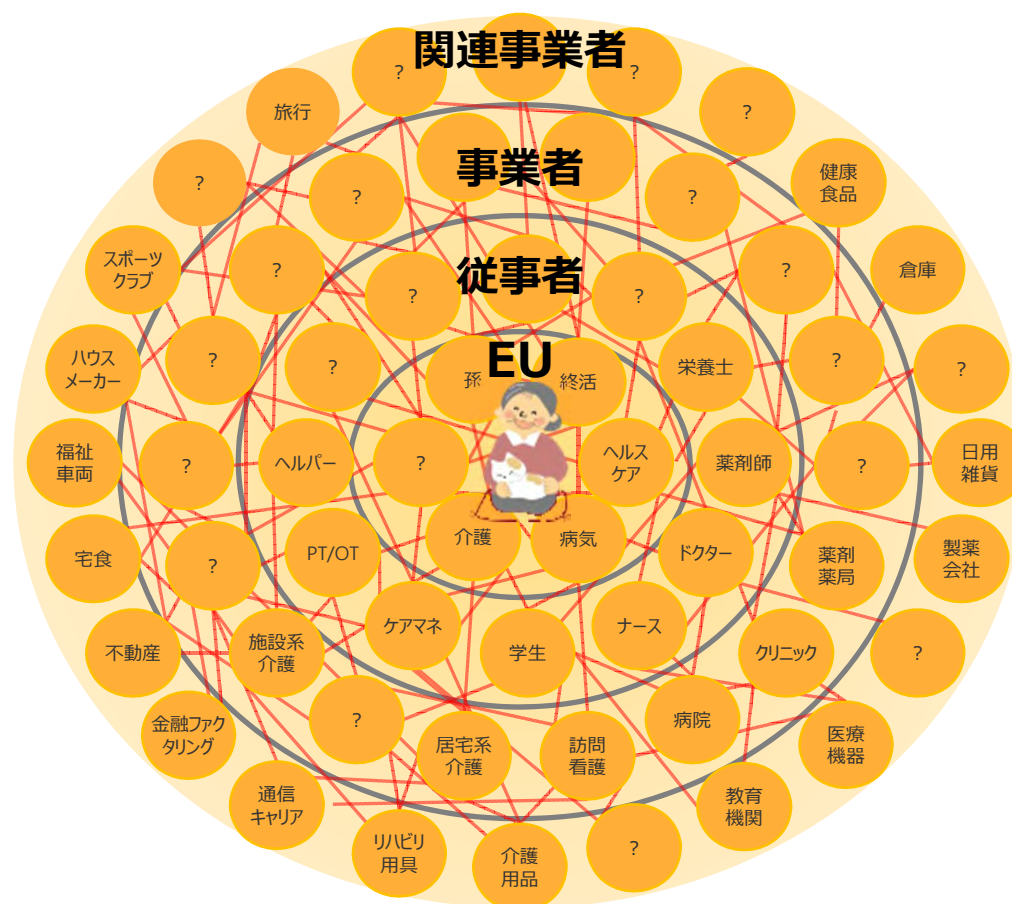 関連事業者
?
?
旅行
?
?
事業者
健康
食品
?
?
スポーツ
クラブ
?
従事者
?
倉庫
?
?
ハウス
メーカー
?
?
EU
孫
終活
栄養士
?
?
福祉
車両
?
ヘルパー
?
ヘルス
ケア
薬剤師
?
日用
雑貨
宅食
?
PT/OT
介護
病気
ドクター
薬剤
薬局
製薬
会社
不動産
施設系
介護
ケアマネ
学生
ナース
クリニック
?
金融ファク
タリング
?
居宅系
介護
訪問
看護
病院
医療
機器
通信
キャリア
リハビリ
用具
介護
用品
?
教育
機関